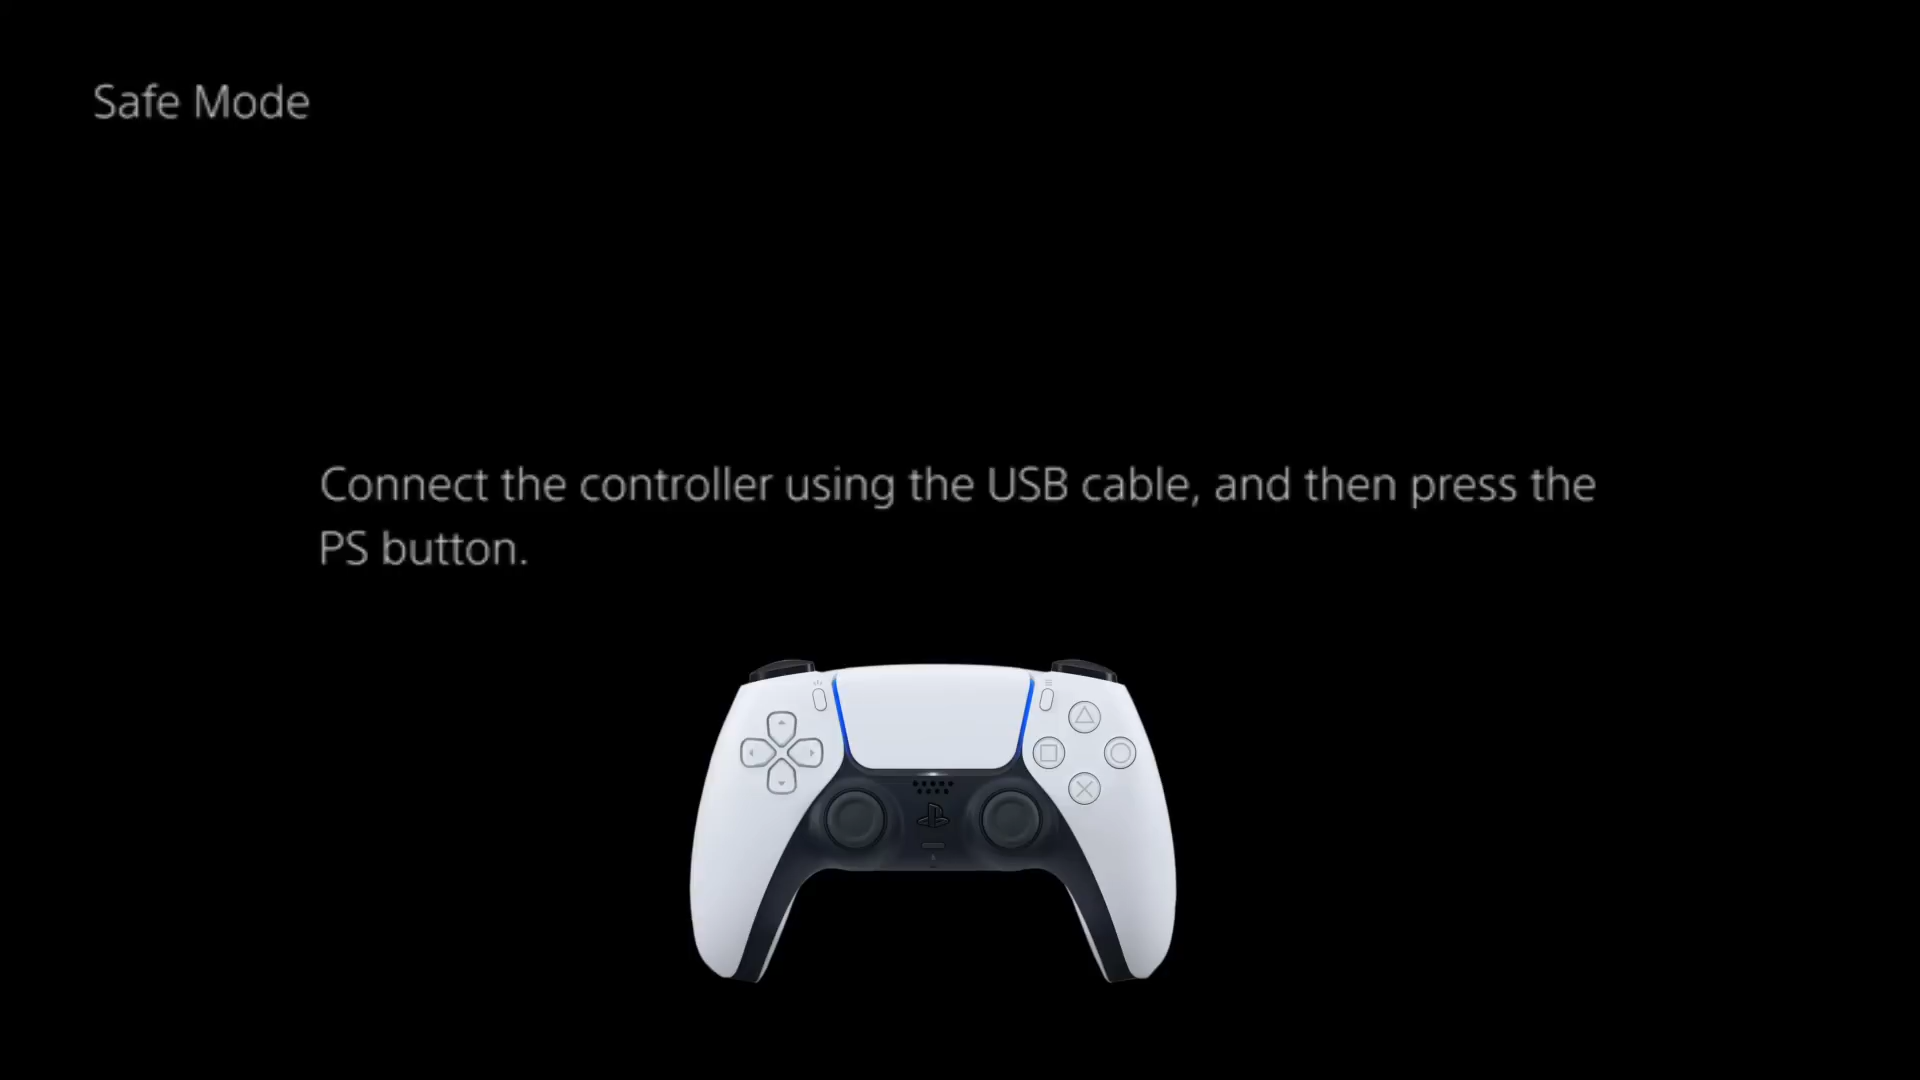 Safe Mode
Connect the controller using the USB cable, and then press the
PS button.